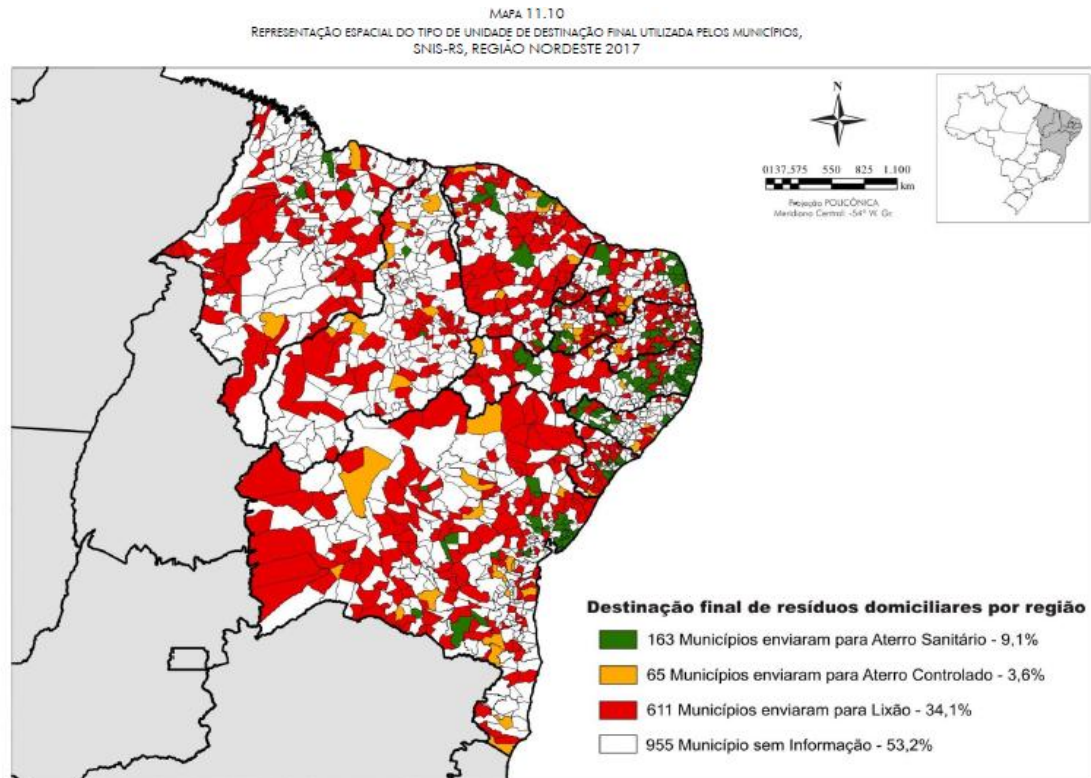 MAPA 11.10
REPRESENTAÇÃO ESPACIAL DO TIPO DE UNIDADE DE DESTINAÇÃO FINAL UTILIZADA PELOS MUNICÍPIOS,
SNIS-RS, REGIÃO NORDESTE 2017
N
0137,575 550 825 1.100
km
Projeção POLICÔNICA
Meridiano Central: -54° W. Gr.
Destinação final de resíduos domiciliares por região
163 Municípios enviaram para Aterro Sanitário - 9,1%
65 Municípios enviaram para Aterro Controlado - 3,6%
611 Municípios enviaram para Lixão - 34,1%
955 Município sem Informação - 53,2%